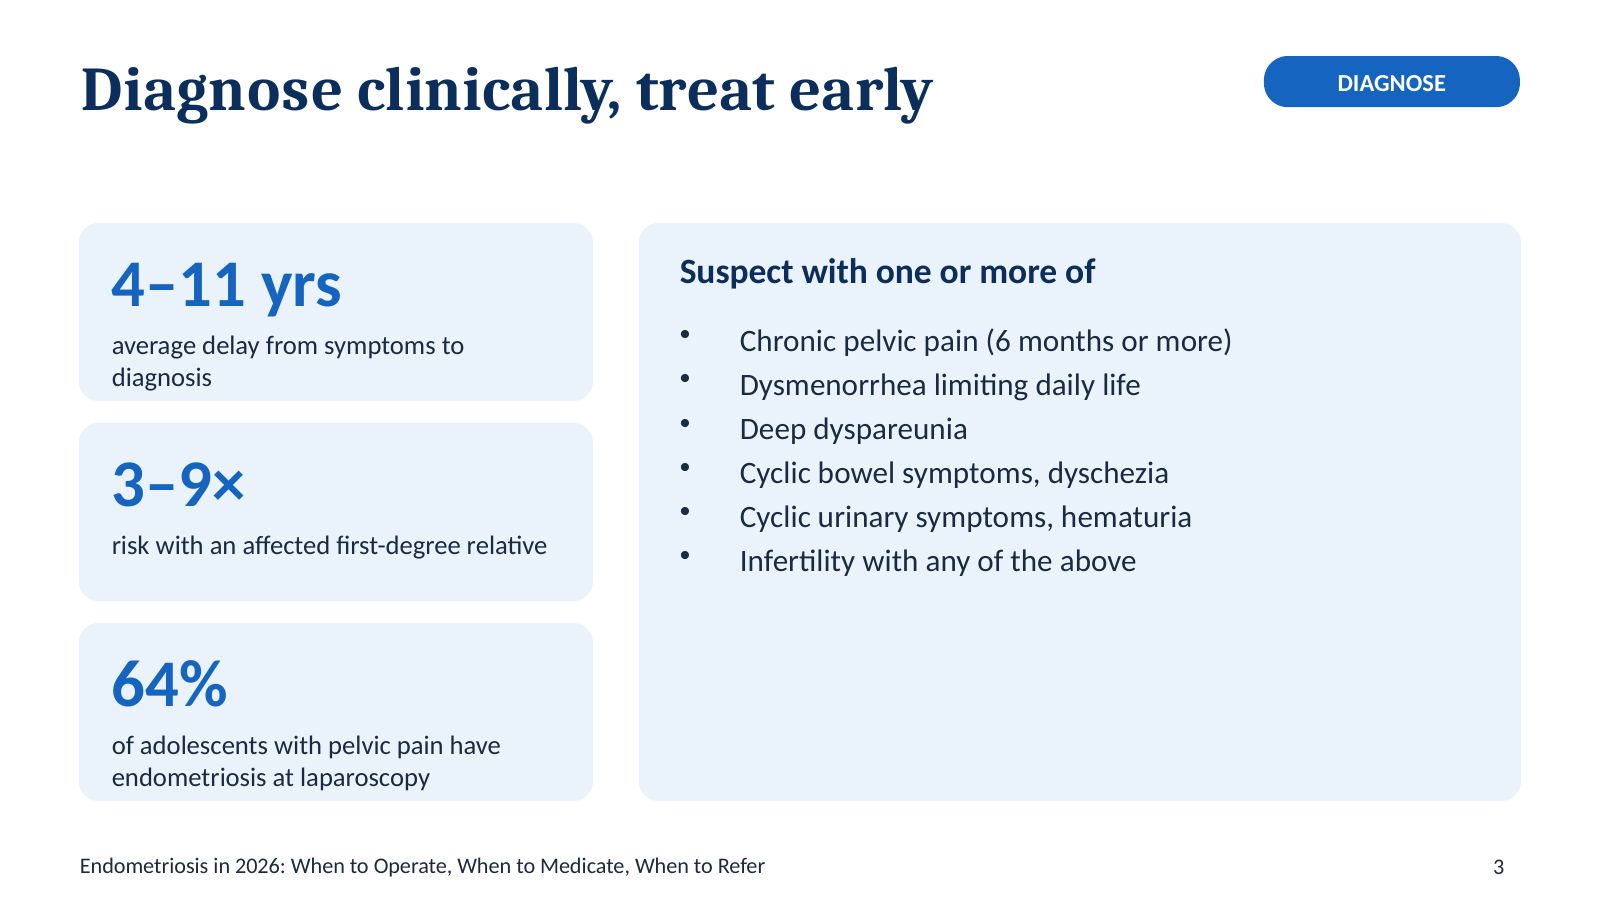 Diagnose clinically, treat early
DIAGNOSE
4–11 yrs
average delay from symptoms to
diagnosis
3–9×
risk with an affected first-degree relative
64%
of adolescents with pelvic pain have
endometriosis at laparoscopy
Suspect with one or more of
• Chronic pelvic pain (6 months or more)
• Dysmenorrhea limiting daily life
• Deep dyspareunia
• Cyclic bowel symptoms, dyschezia
• Cyclic urinary symptoms, hematuria
• Infertility with any of the above
Endometriosis in 2026: When to Operate, When to Medicate, When to Refer
3